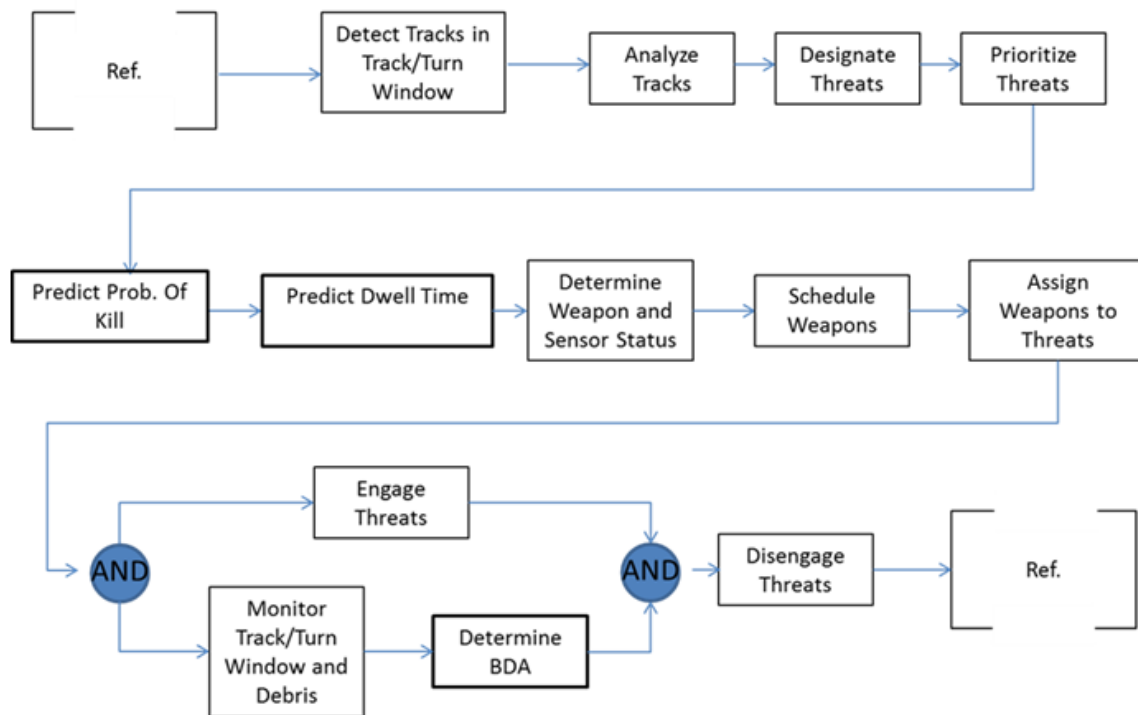 Ref.
Detect Tracks in
Track/Turn
Window
Analyze
Tracks
Designate
Threats
Prioritize
Threats
Predict Prob. Of
Kill
Predict Dwell Time
Determine
Weapon and
Sensor Status
Schedule
Weapons
Assign
Weapons to
Threats
AND
Engage
Threats
Monitor
Track/Turn
Window and
Debris
Determine
BDA
AND
Disengage
Threats
Ref.